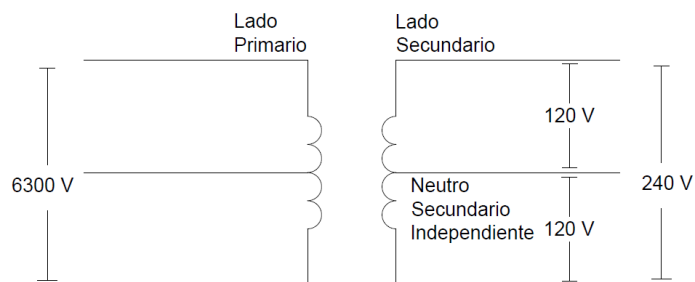 Lado
Primario
Lado
Secundario
120 V
6300 V
Neutro
Secundario
Independiente
120 V
240 V